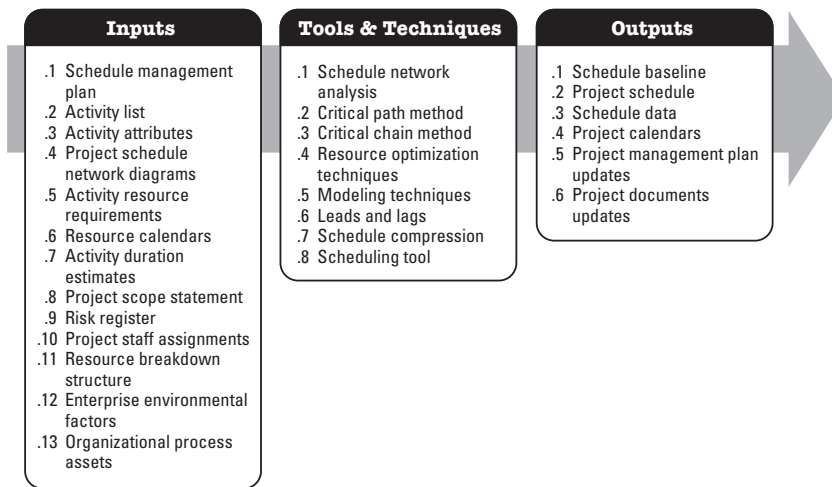 Inputs
.1 Schedule management
plan
.2 Activity list
.3 Activity attributes
.4 Project schedule
network diagrams
.5 Activity resource
requirements
.6 Resource calendars
.7 Activity duration
estimates
.8 Project scope statement
.9 Risk register
.10 Project staff assignments
.11 Resource breakdown
structure
.12 Enterprise environmental
factors
.13 Organizational process
assets
Tools & Techniques
.1 Schedule network
analysis
.2 Critical path method
.3 Critical chain method
.4 Resource optimization
techniques
.5 Modeling techniques
.6 Leads and lags
.7 Schedule compression
.8 Scheduling tool
Outputs
.1 Schedule baseline
.2 Project schedule
.3 Schedule data
.4 Project calendars
.5 Project management plan
updates
.6 Project documents
updates